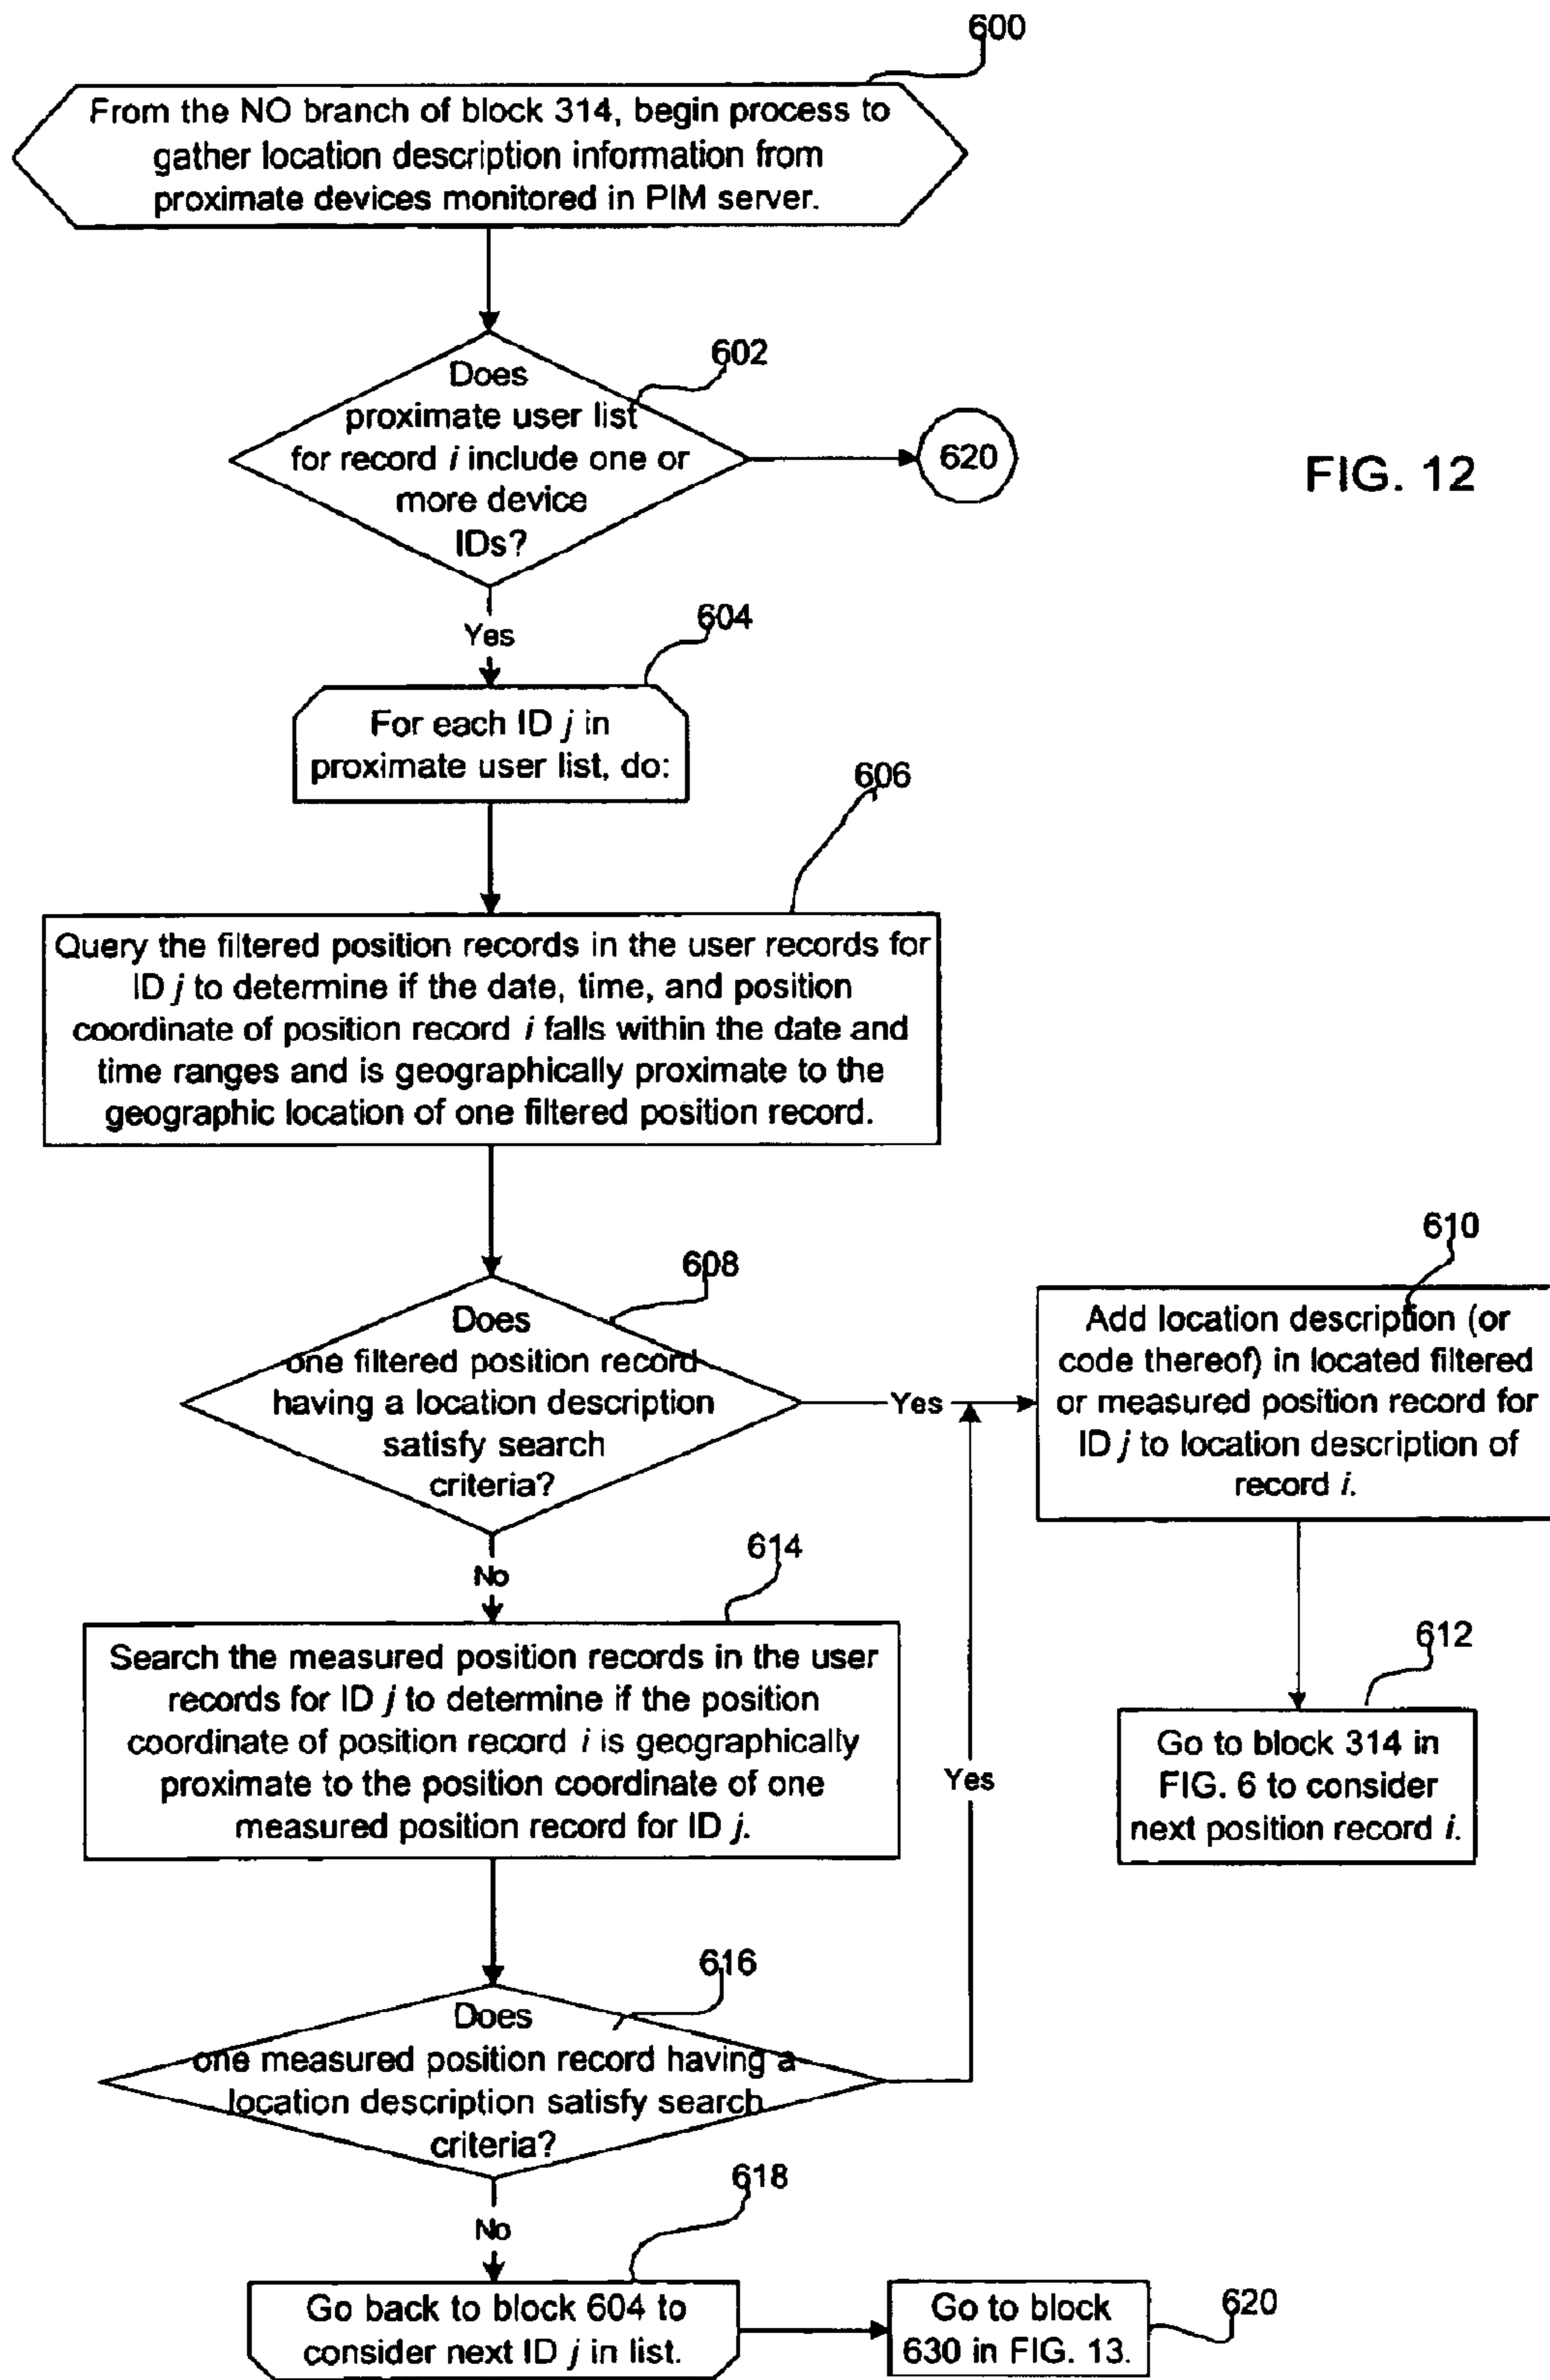 600
From the NO branch of block 314, begin process to
gather location description information from
proximate devices monitored in PIM server.
602
Does
proximate user list
for record i include one or
more device
IDs?
620
FIG. 12
Yes
604
For each ID j in
proximate user list, do:
606
Query the filtered position records in the user records for
ID j to determine if the date, time, and position
coordinate of position record i falls within the date and
time ranges and is geographically proximate to the
geographic location of one filtered position record.
608
Does
one filtered position record
having a location description
satisfy search
criteria?
Yes
610
Add location description (or
code thereof) in located filtered
or measured position record for
ID j to location description of
record i.
No
614
Search the measured position records in the user
records for ID j to determine if the position
coordinate of position record i is geographically
proximate to the position coordinate of one
measured position record for ID j.
Yes
612
Go to block 314 in
FIG. 6 to consider
next position record i.
616
Does
one measured position record having a
location description satisfy search
criteria?
No
618
Go back to block 604 to
consider next ID j in list.
Go to block
630 in FIG. 13.
620